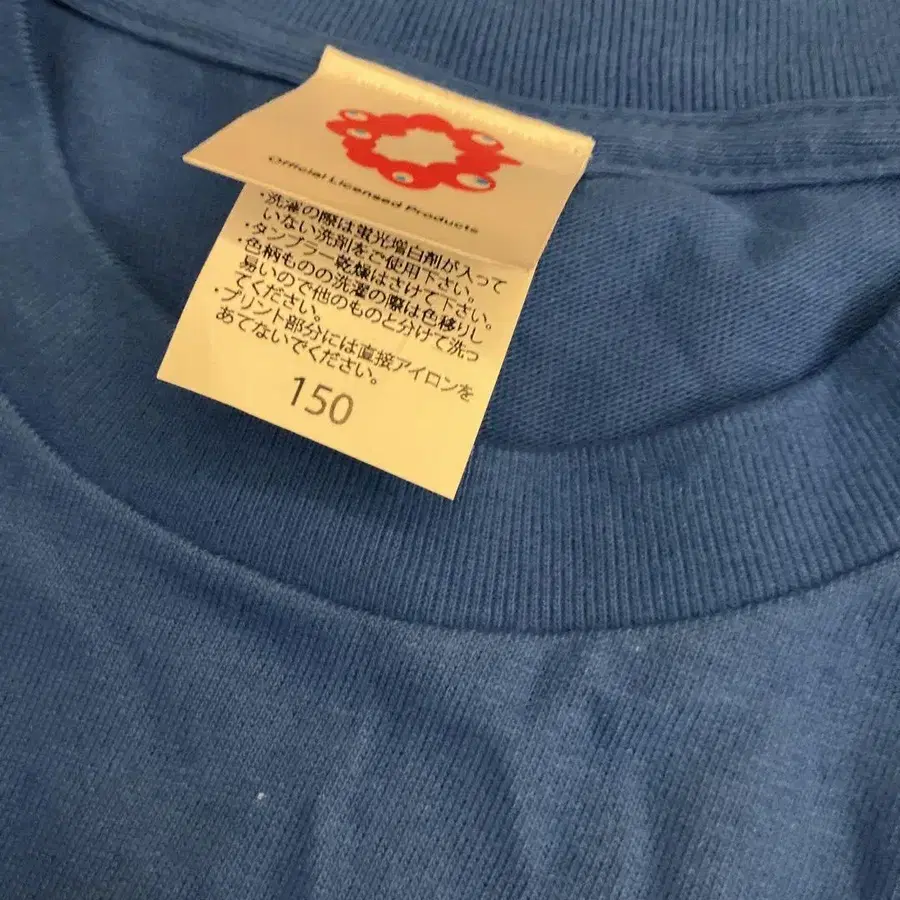 Official Licensed Products
・洗濯の際は蛍光増白剤が入って
いない洗剤をご使用下さい。
・タンブラー乾燥はさけて下さい。
・色柄ものの洗濯の際は色移りし
易いので他のものと分けて洗っ
てください。
・プリント部分には直接アイロンを
あてないでください。
150